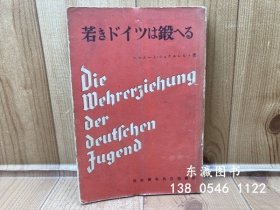 若きドイツは鍛へる
Die
Wehrerziehung
der
deutschen
Jugend
东藏图书
138 0546 1122